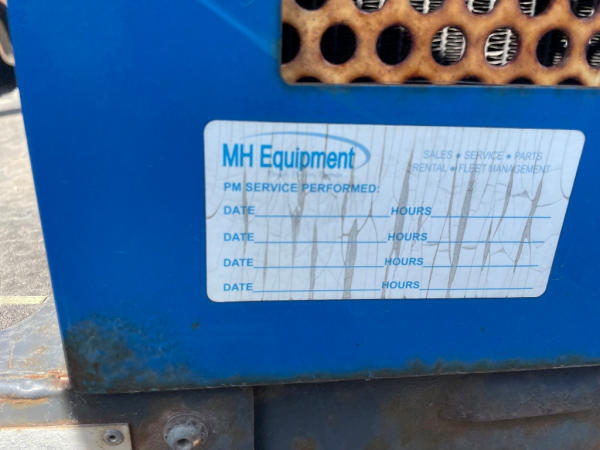 MH Equipment
SALES • SERVICE • PARTS
RENTAL • FLEET MANAGEMENT
PM SERVICE PERFORMED:
DATE HOURS
DATE HOURS
DATE HOURS
DATE HOURS